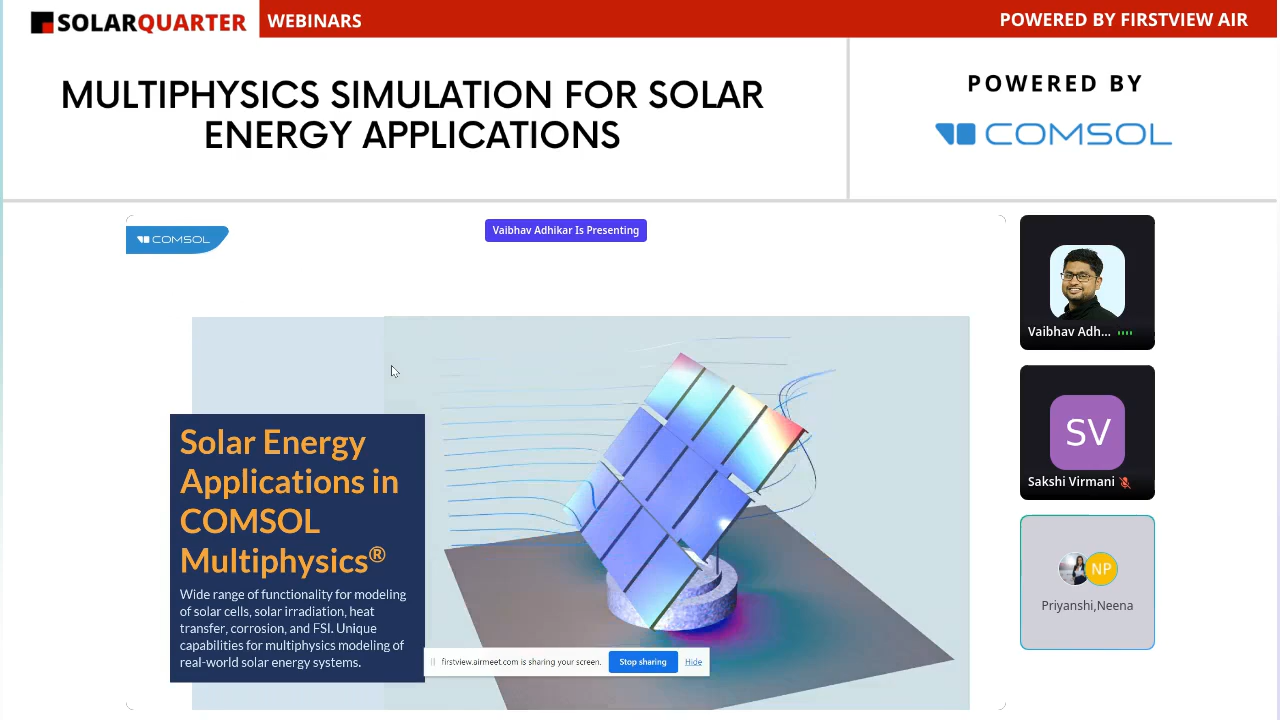 SOLARQUARTER WEBINARS
POWERED BY FIRSTVIEW AIR
MULTIPHYSICS SIMULATION FOR SOLAR
ENERGY APPLICATIONS
POWERED BY
COMSOL
COMSOL
Vaibhav Adhikar Is Presenting
Solar Energy
Applications in
COMSOL
Multiphysics®
Wide range of functionality for modeling
of solar cells, solar irradiation, heat
transfer, corrosion, and FSI. Unique
capabilities for multiphysics modeling of
real-world solar energy systems.
firstview.airmeet.com is sharing your screen.
Stop sharing
Hide
Vaibhav Adh...
SV
Sakshi Virmani
NP
Priyanshi,Neena